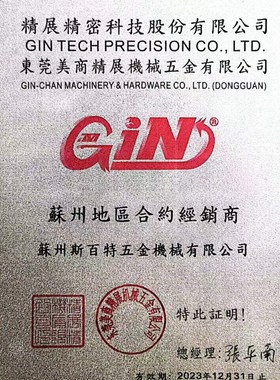 精展精密科技股份有限公司
GIN TECH PRECISION CO., LTD.
東莞美商精展機械五金有限公司
GIN-CHAN MACHINERY & HARDWARE CO., LTD. (DONGGUAN)
GiN®
蘇州地區合約經銷商
蘇州斯百特五金機械有限公司
特此証明!
總經理:
有效期: 2023年12月31日止